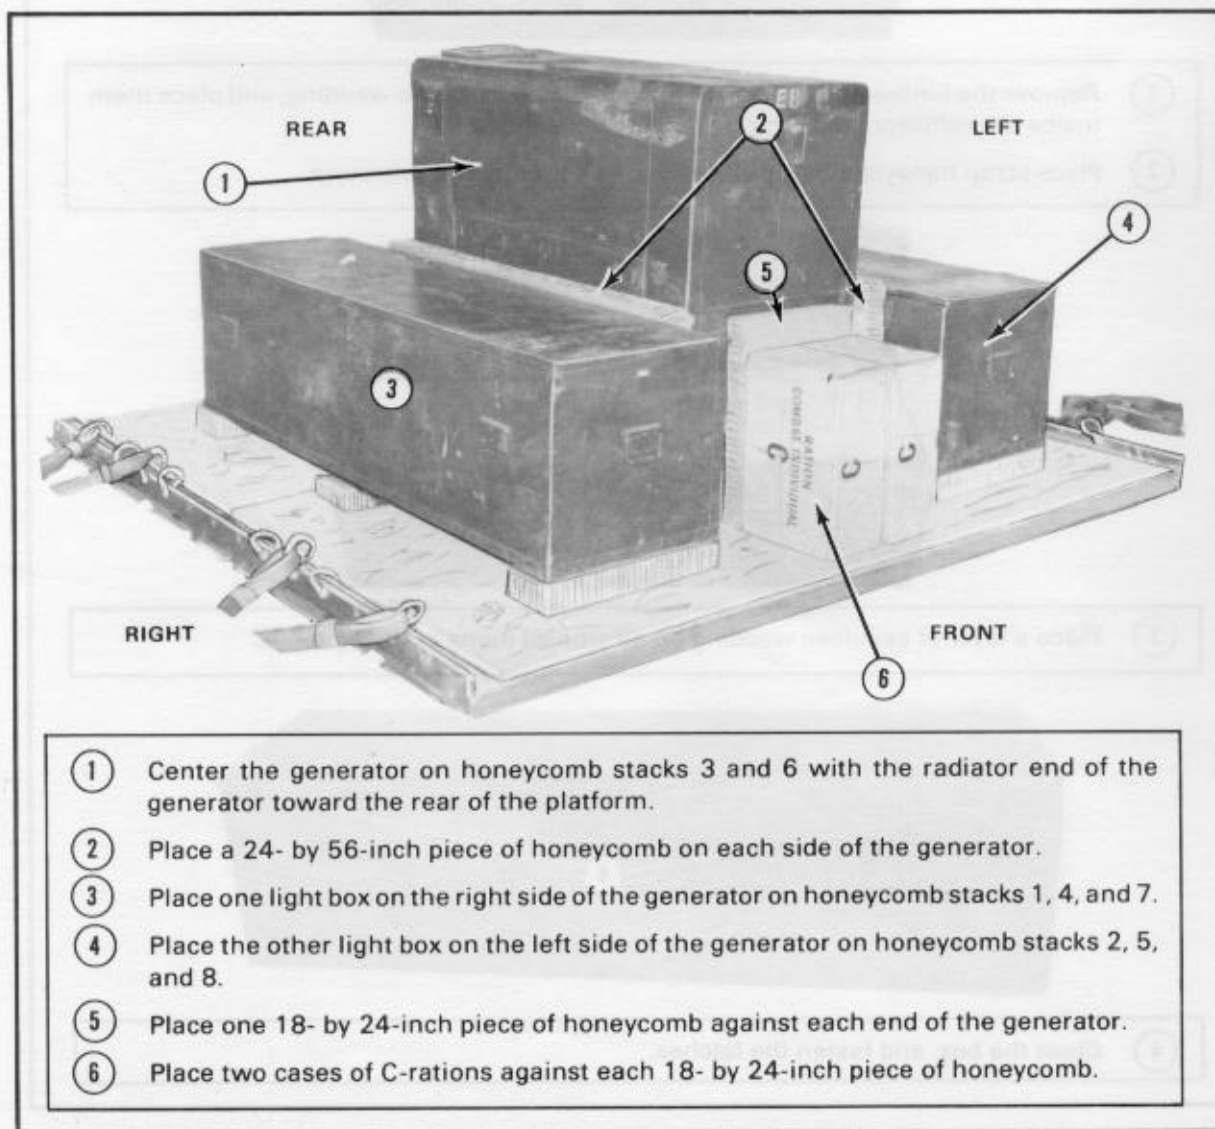 REAR
LEFT
2
1
4
5
3
RATION
COMBAT INDIVIDUAL
C
C
C
RIGHT
FRONT
6
1 Center the generator on honeycomb stacks 3 and 6 with the radiator end of the
generator toward the rear of the platform.
2 Place a 24- by 56-inch piece of honeycomb on each side of the generator.
3 Place one light box on the right side of the generator on honeycomb stacks 1, 4, and 7.
4 Place the other light box on the left side of the generator on honeycomb stacks 2, 5,
and 8.
5 Place one 18- by 24-inch piece of honeycomb against each end of the generator.
6 Place two cases of C-rations against each 18- by 24-inch piece of honeycomb.